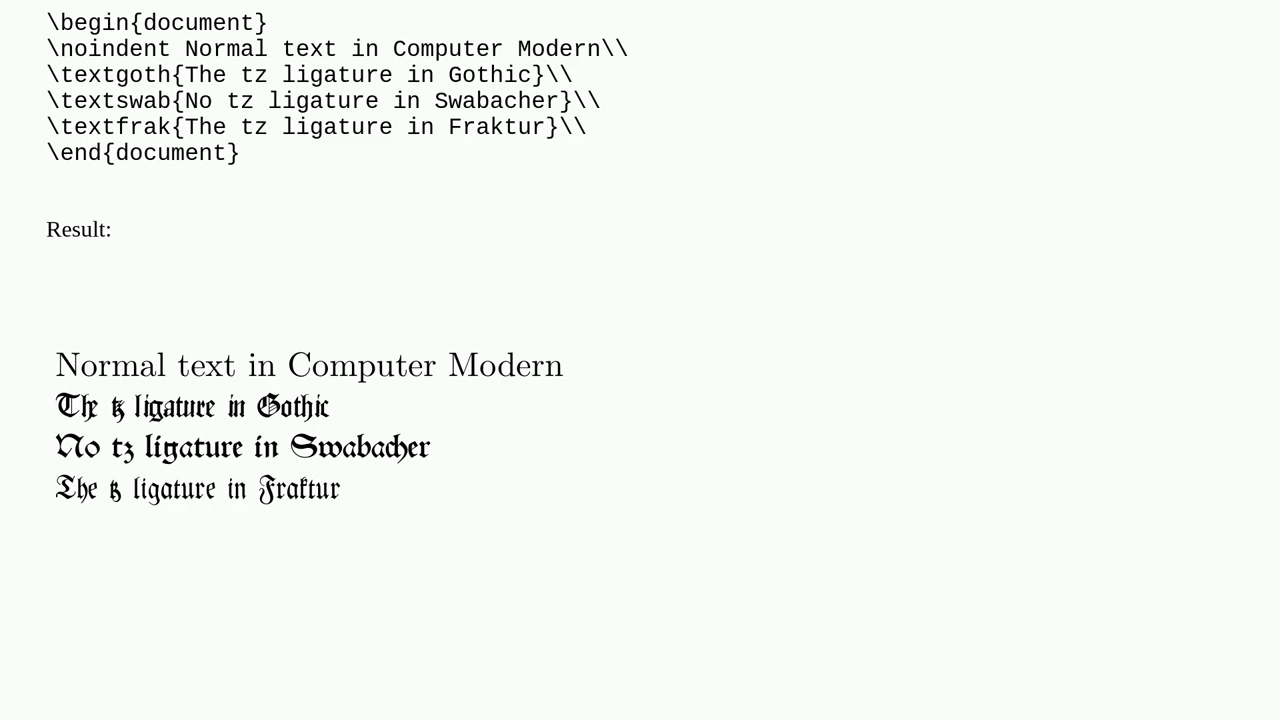 \begin{document}
\noindent Normal text in Computer Modern\\
\textgoth{The tz ligature in Gothic}\\
\textswab{No tz ligature in Swabacher}\\
\textfrak{The tz ligature in Fraktur}\\
\end{document}
Result:
Normal text in Computer Modern
The tz ligature in Gothic
No tz ligature in Swabacher
The tz ligature in Fraktur